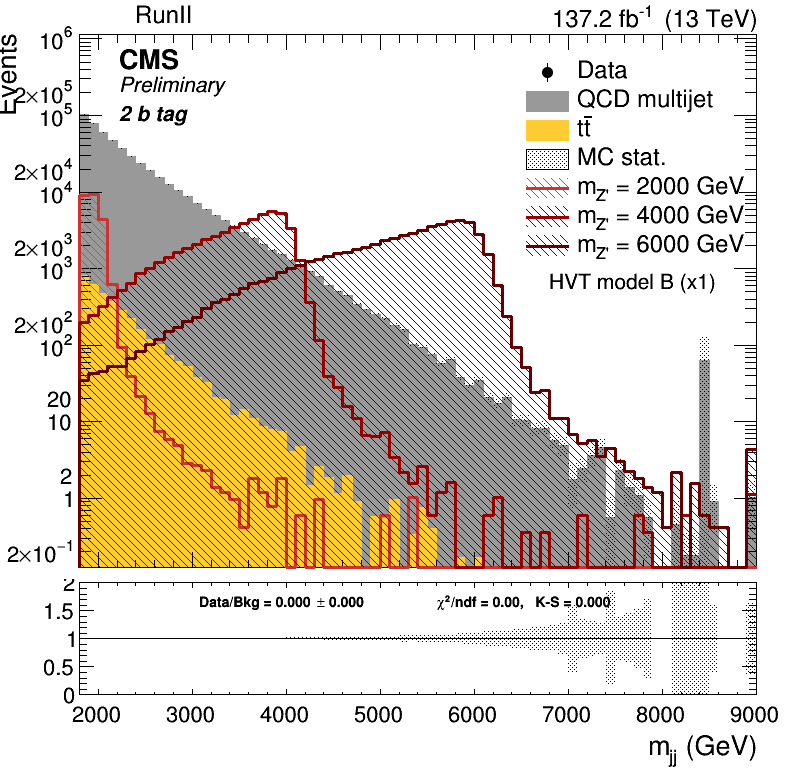 RunII 137.2 fb⁻¹ (13 TeV)
CMS
Preliminary
2 b tag
Data
QCD multijet
tt̄
MC stat.
m_Z' = 2000 GeV
m_Z' = 4000 GeV
m_Z' = 6000 GeV
HVT model B (x1)
Events
10⁶
2×10⁵
10⁵
2×10⁴
10⁴
2×10³
10³
2×10²
10²
20
10
2
1
2×10⁻¹
Data/Bkg = 0.000 ± 0.000 χ²/ndf = 0.00, K-S = 0.000
2
1.5
1
0.5
0
2000 3000 4000 5000 6000 7000 8000 9000
m_jj (GeV)